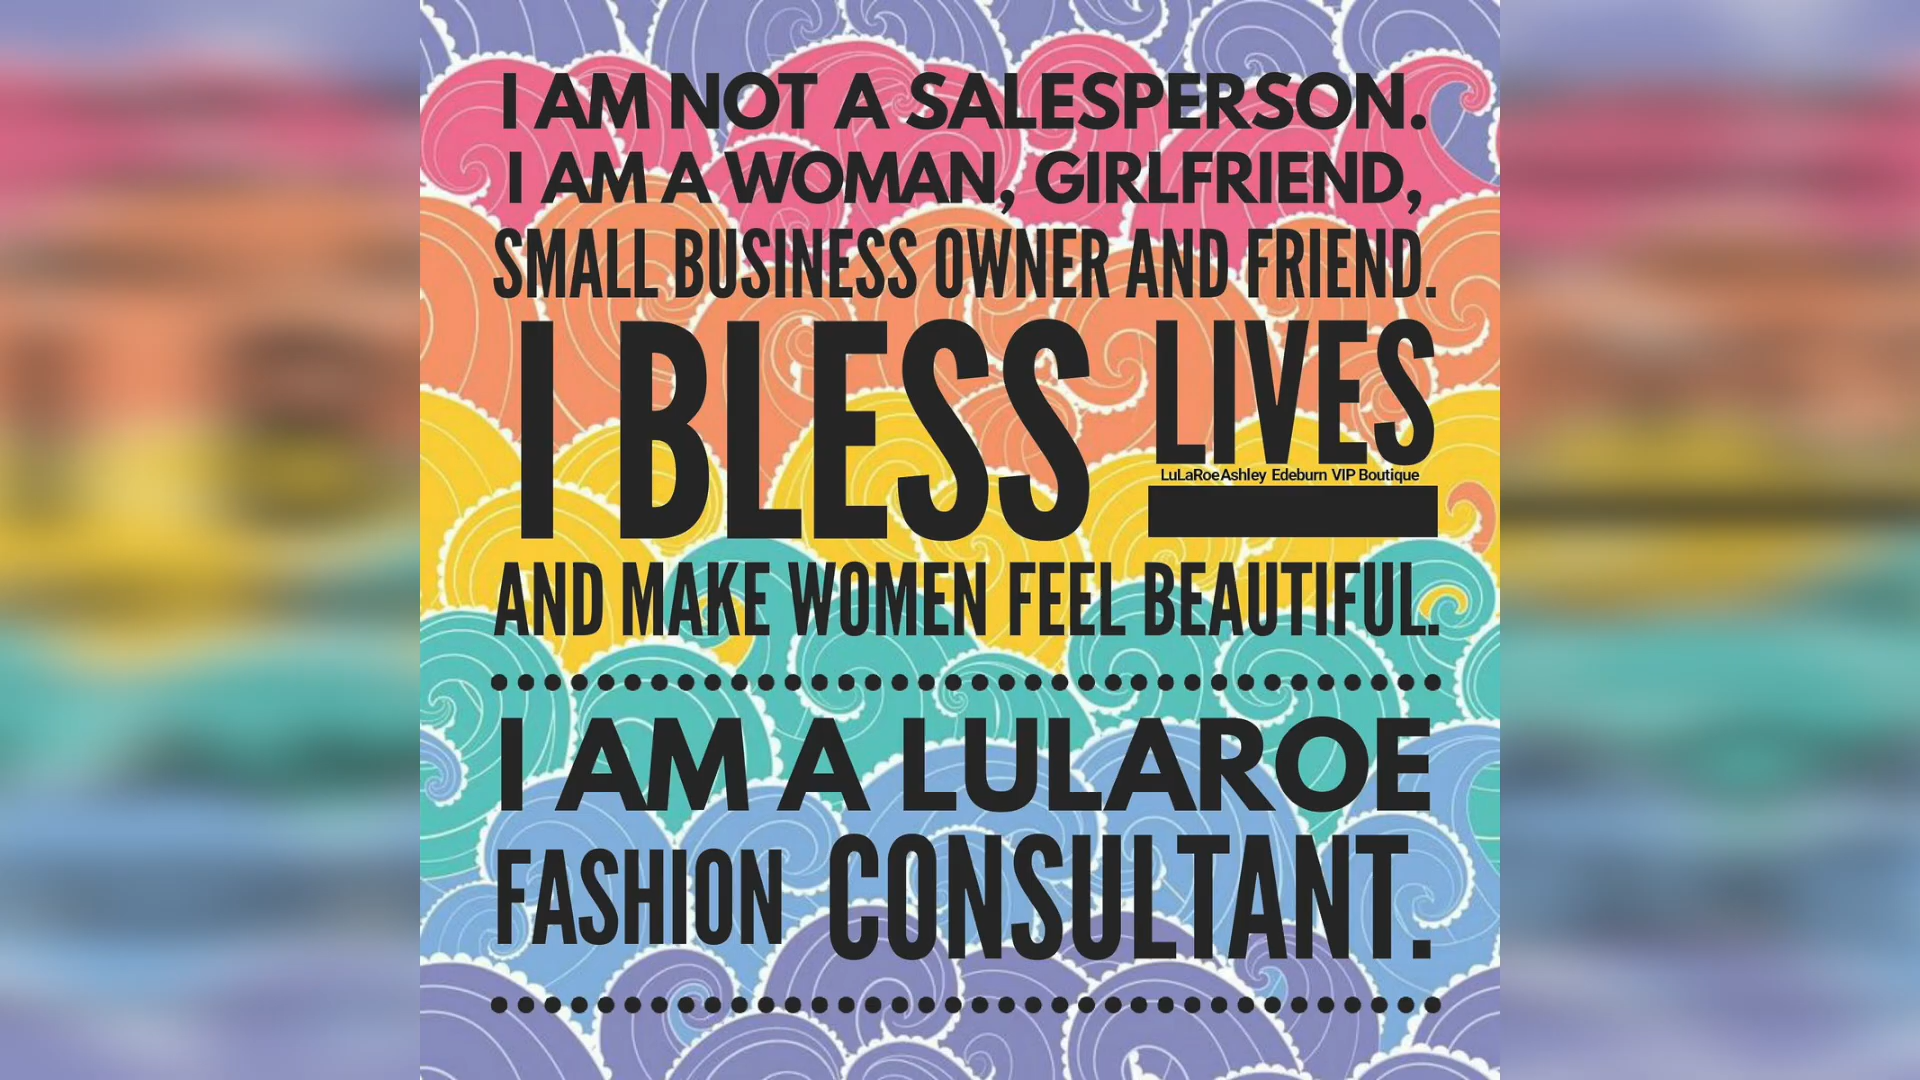 I AM NOT A SALESPERSON.
I AM A WOMAN, GIRLFRIEND,
SMALL BUSINESS OWNER AND FRIEND.
I BLESS LIVES
LuLaRoeAshley Edeburn VIP Boutique
AND MAKE WOMEN FEEL BEAUTIFUL.
I AM A LULAROE
FASHION CONSULTANT.